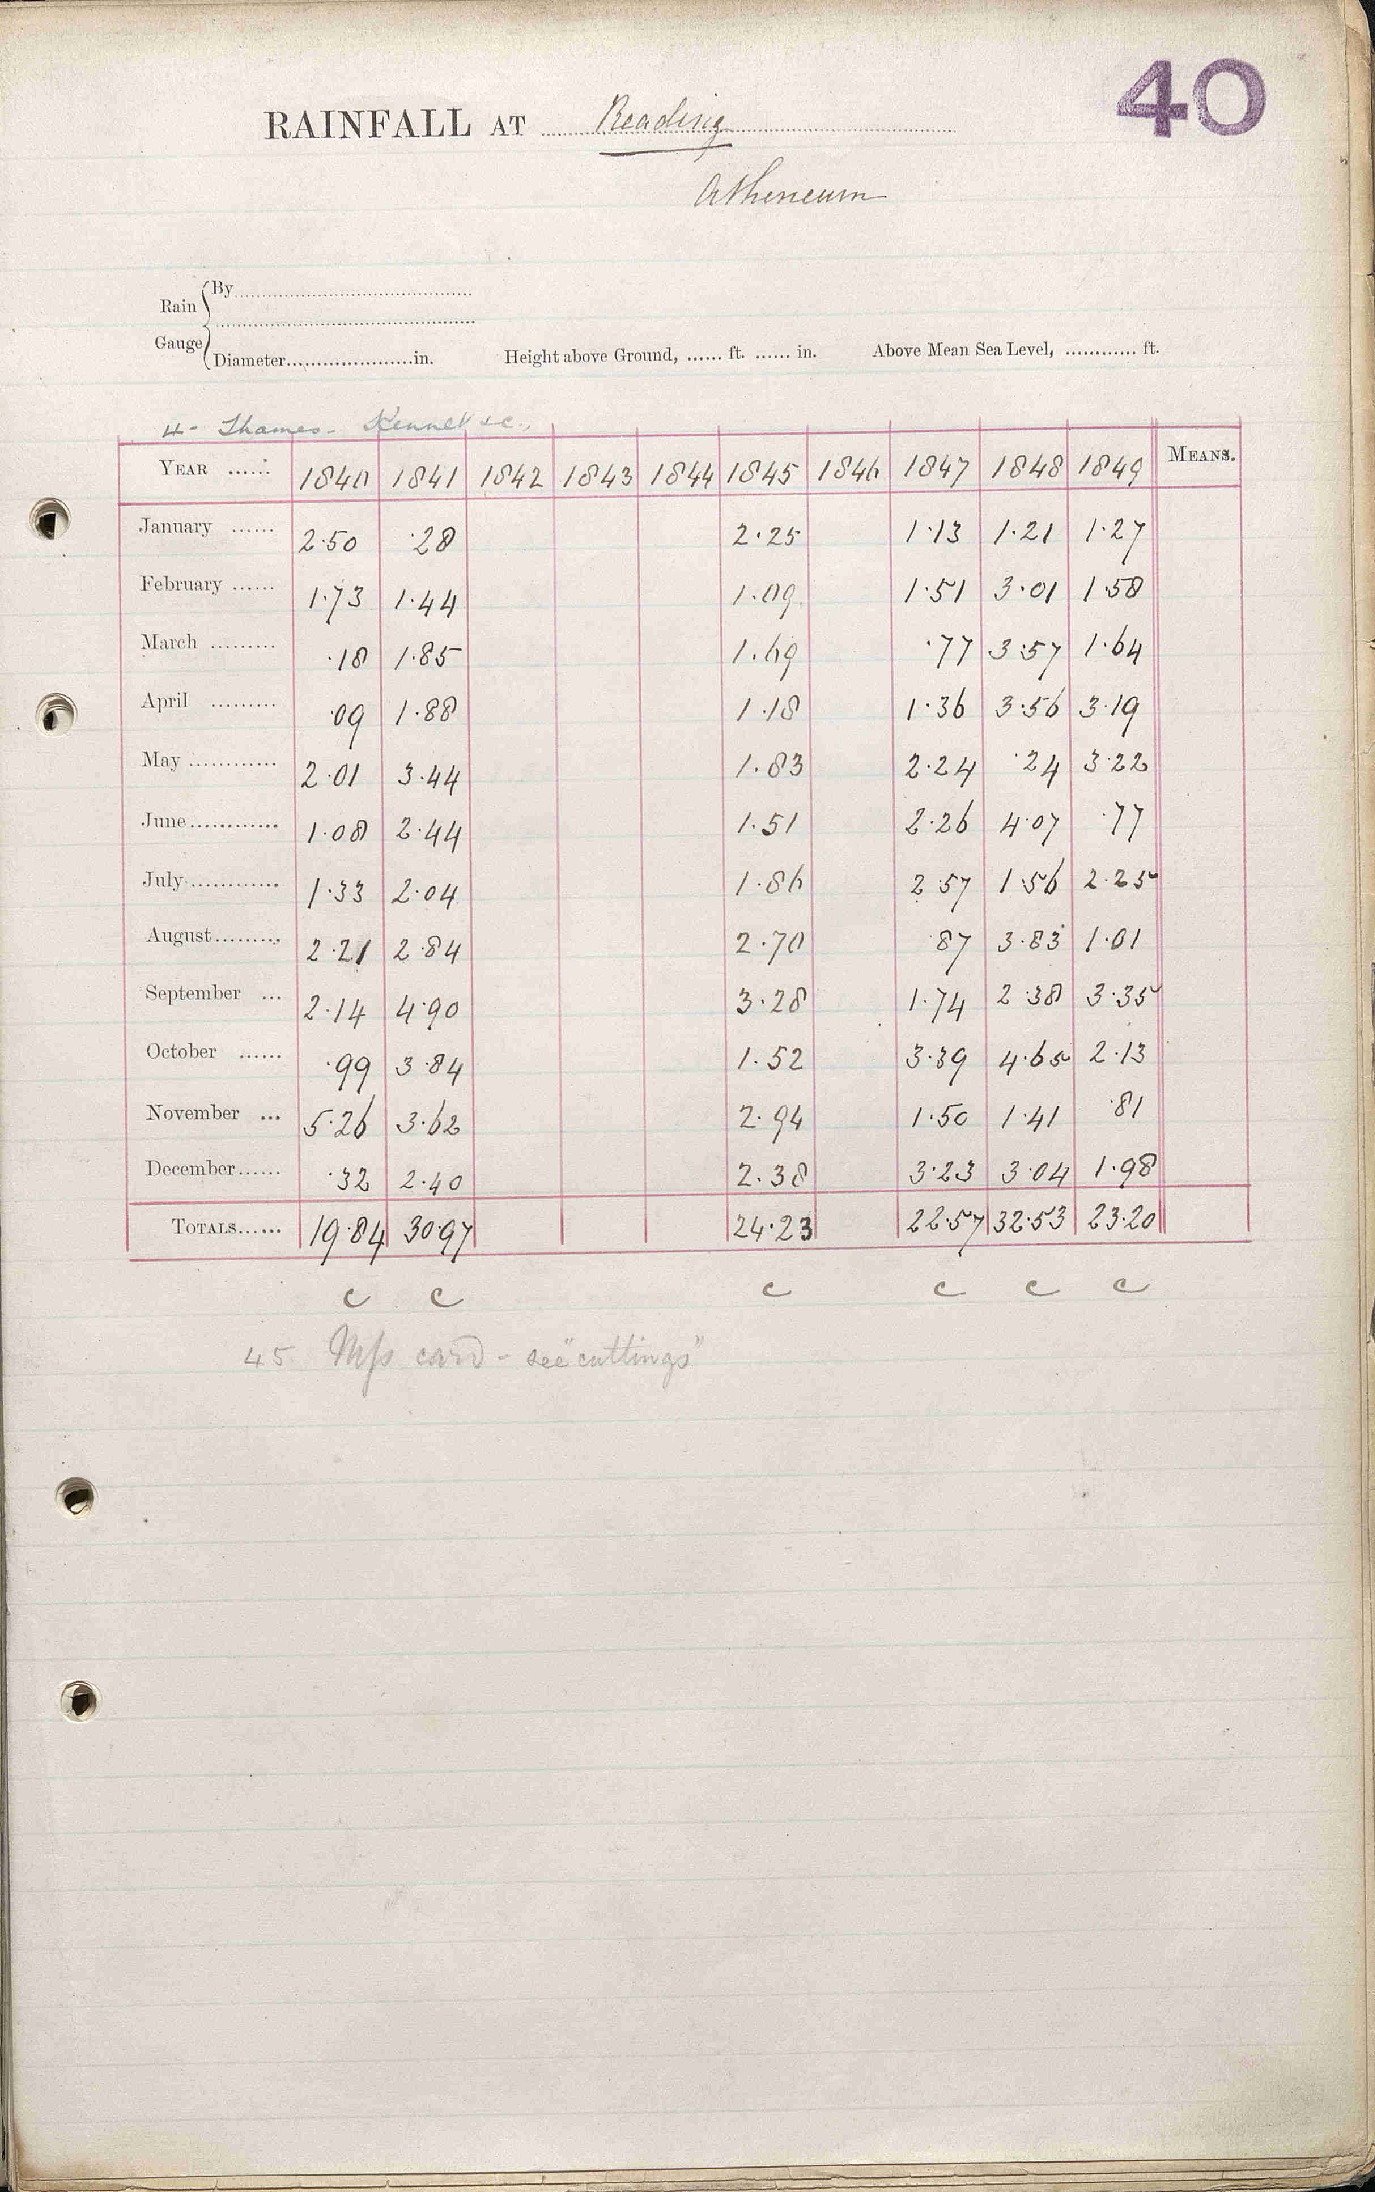 40
RAINFALL AT Reading
Atheneum
Rain Gauge
By
Diameter in. Height above Ground, ft. in. Above Mean Sea Level, ft.
4 - Thames - Kennet &c.,
YEAR 1840 1841 1842 1843 1844 1845 1846 1847 1848 1849 MEANS.
January 2.50 .28 2.25 1.13 1.21 1.27
February 1.73 1.44 1.09 1.51 3.01 1.58
March .18 1.85 1.69 .77 3.57 1.64
April .09 1.88 1.18 1.36 3.56 3.19
May 2.01 3.44 1.83 2.24 .24 3.22
June 1.08 2.44 1.51 2.26 4.07 .77
July 1.33 2.04 1.86 2.57 1.56 2.25
August 2.21 2.84 2.70 .87 3.83 1.01
September 2.14 4.90 3.28 1.74 2.38 3.35
October .99 3.84 1.52 3.39 4.65 2.13
November 5.26 3.62 2.94 1.50 1.41 .81
December 32 2.40 2.38 3.23 3.04 1.98
TOTALS 19.84 30.97 24.23 22.57 32.53 23.20
c c c c c c
45. Mss card - see "cuttings"